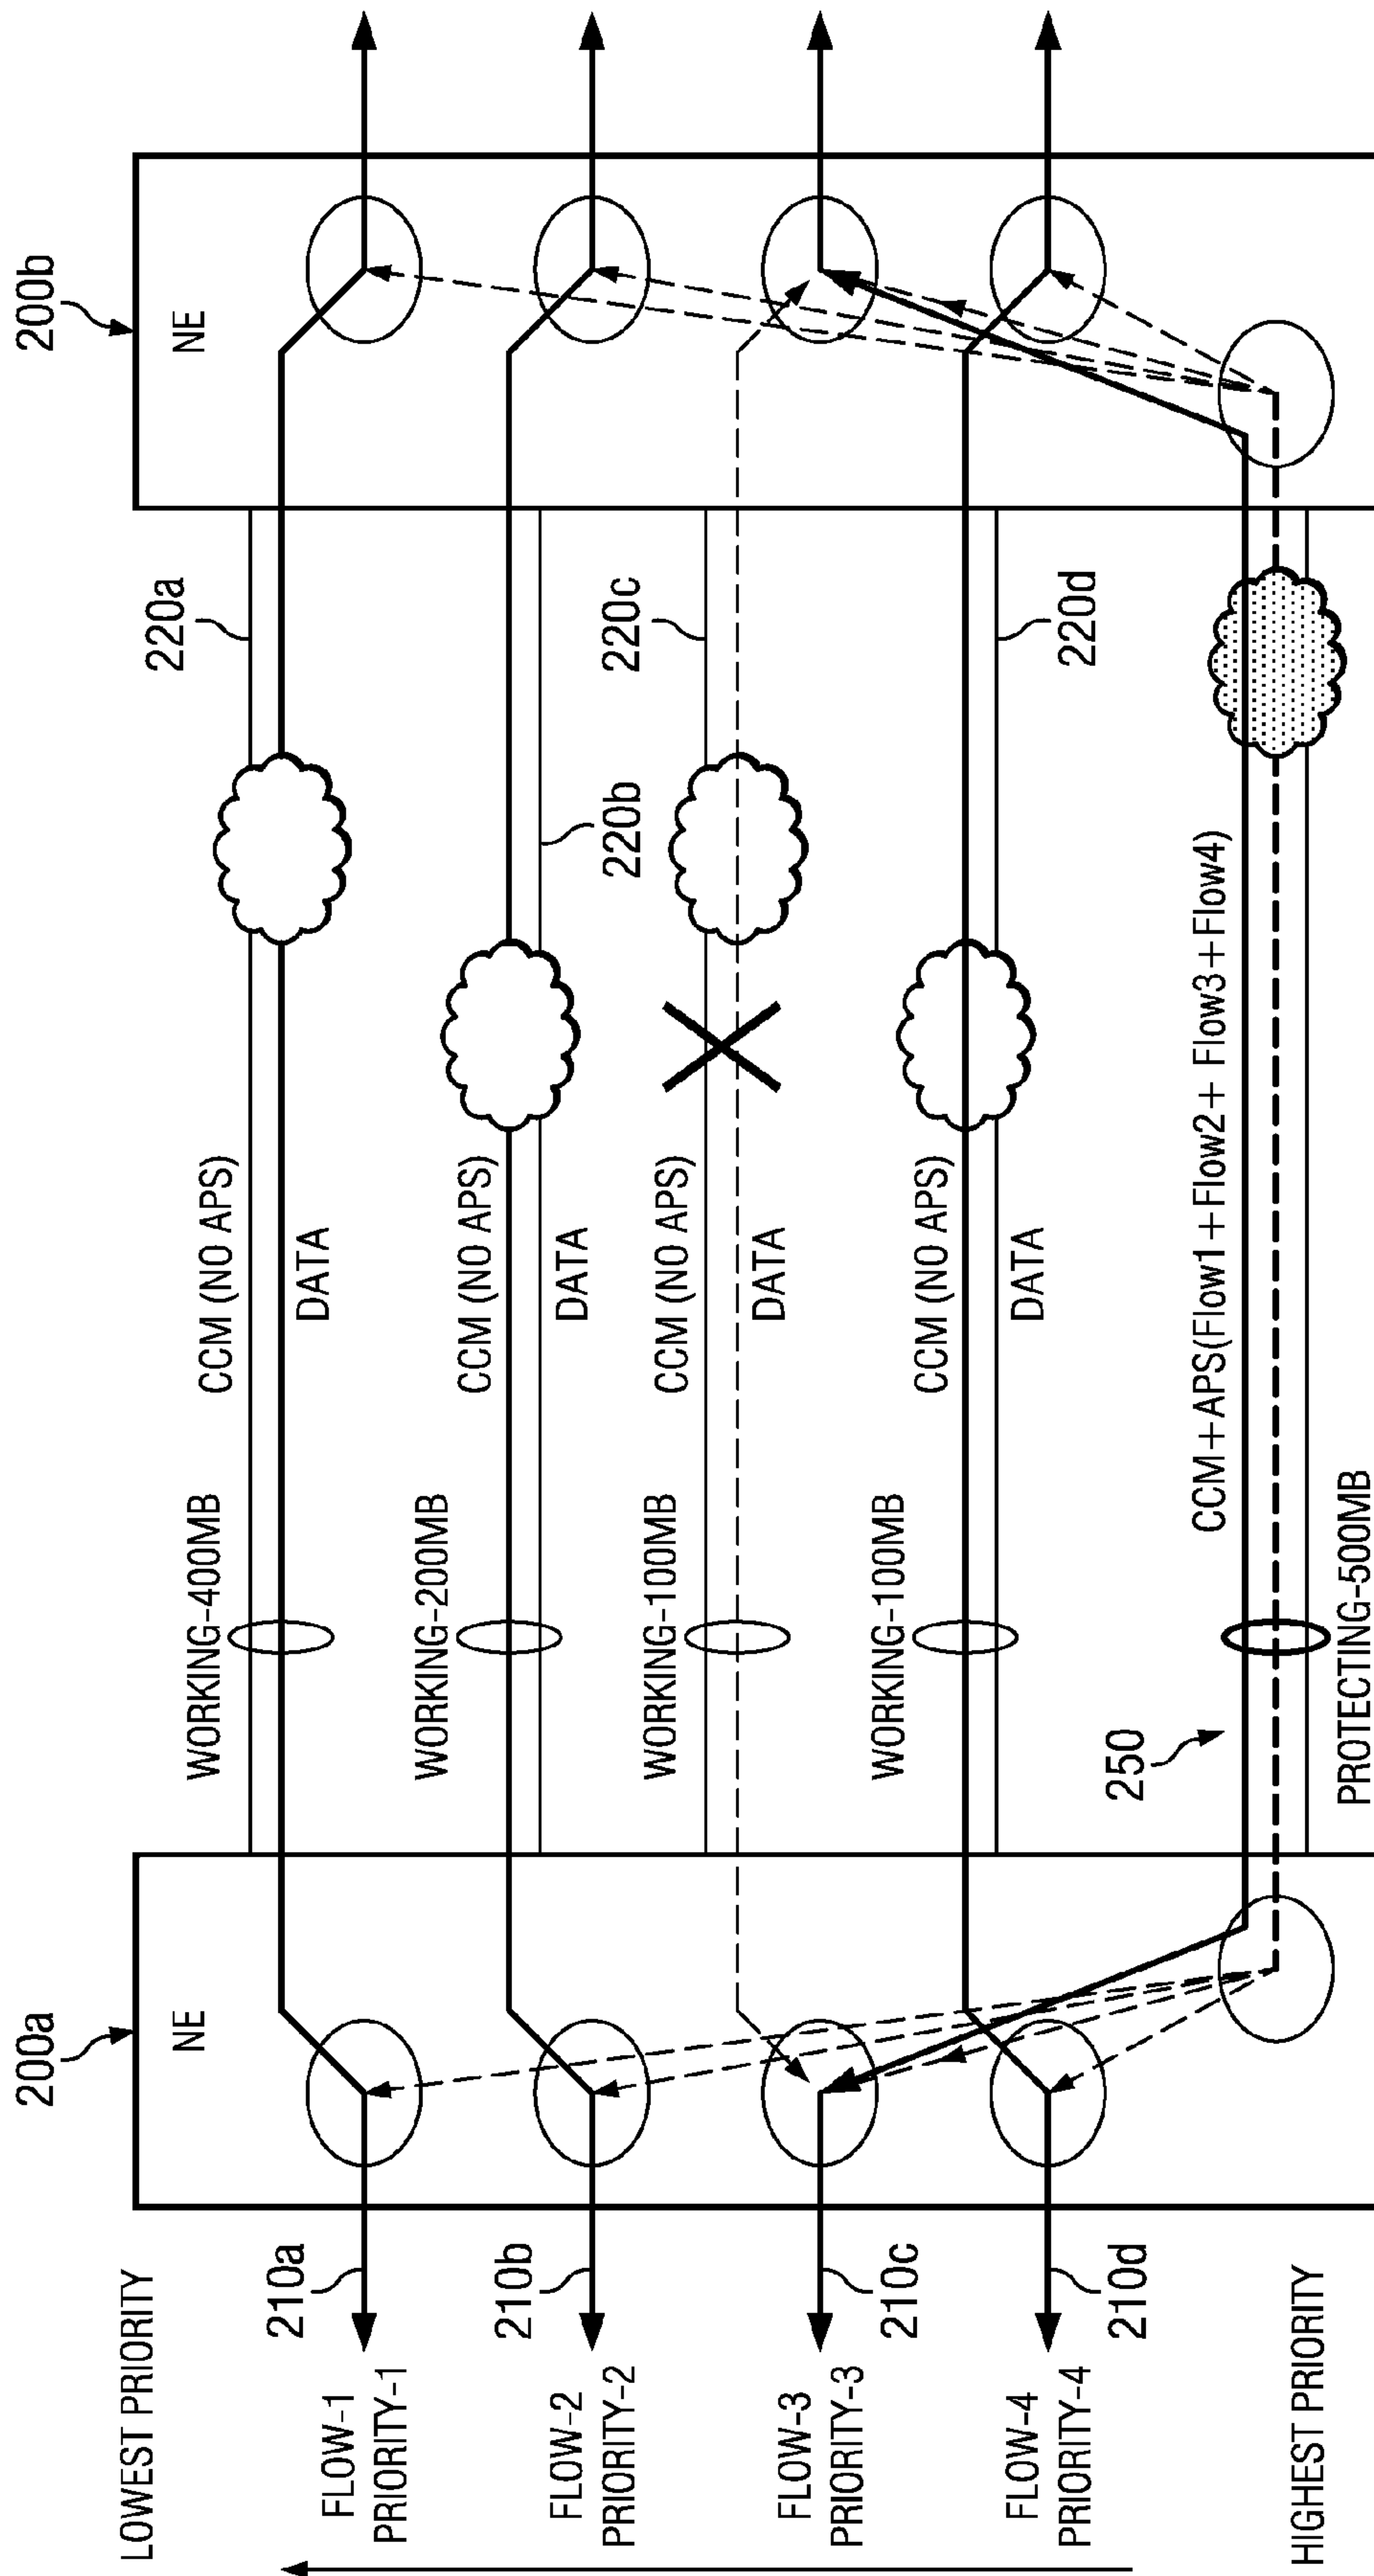 LOWEST PRIORITY
200a
200b
NE
NE
WORKING-400MB
CCM (NO APS)
220a
210a
FLOW-1
PRIORITY-1
DATA
WORKING-200MB
CCM (NO APS)
210b
FLOW-2
PRIORITY-2
DATA
220b
WORKING-100MB
CCM (NO APS)
220c
FLOW-3
PRIORITY-3
210c
DATA
WORKING-100MB
CCM (NO APS)
FLOW-4
PRIORITY-4
210d
DATA
220d
250
CCM+APS(Flow1+Flow2+ Flow3+Flow4)
HIGHEST PRIORITY
PROTECTING-500MB